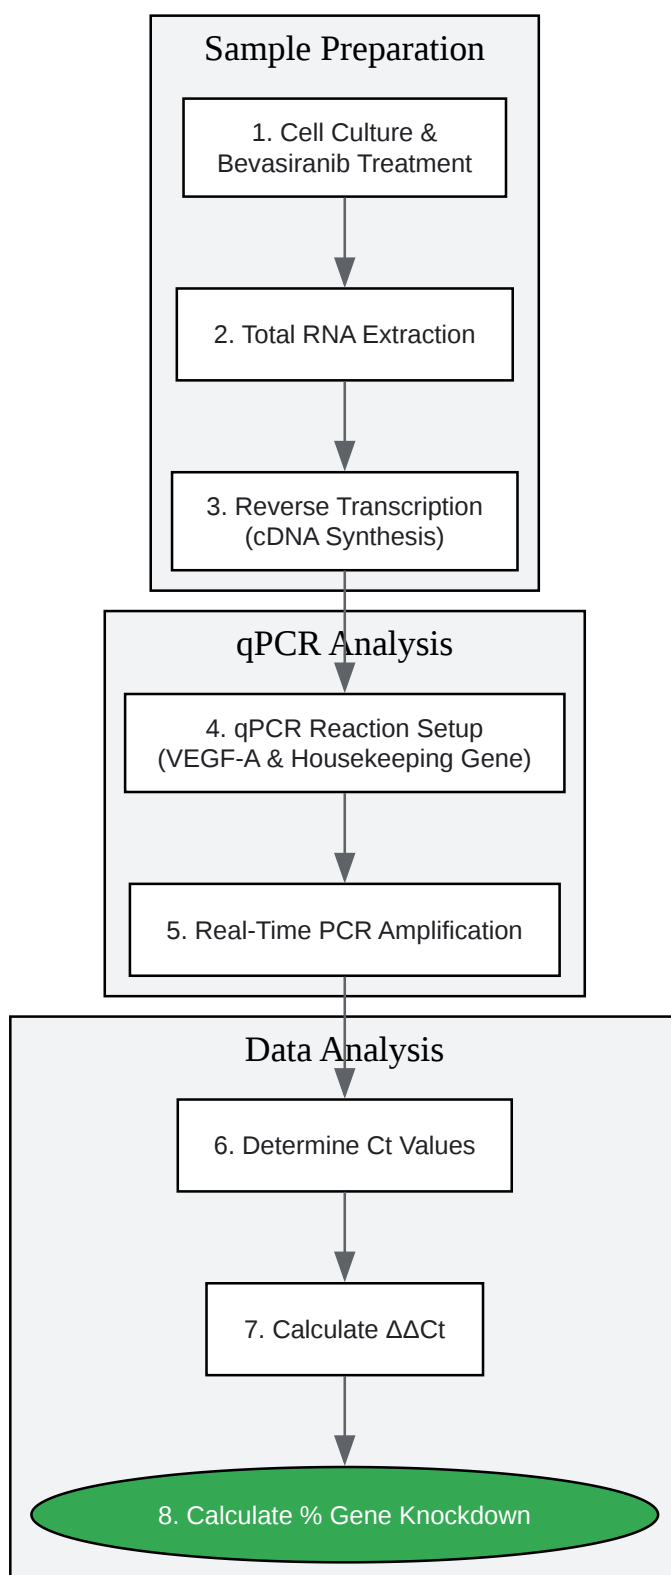 Sample Preparation
1. Cell Culture &
Bevasiranib Treatment
2. Total RNA Extraction
3. Reverse Transcription
(cDNA Synthesis)
qPCR Analysis
4. qPCR Reaction Setup
(VEGF-A & Housekeeping Gene)
5. Real-Time PCR Amplification
Data Analysis
6. Determine Ct Values
7. Calculate ΔΔCt
8. Calculate % Gene Knockdown